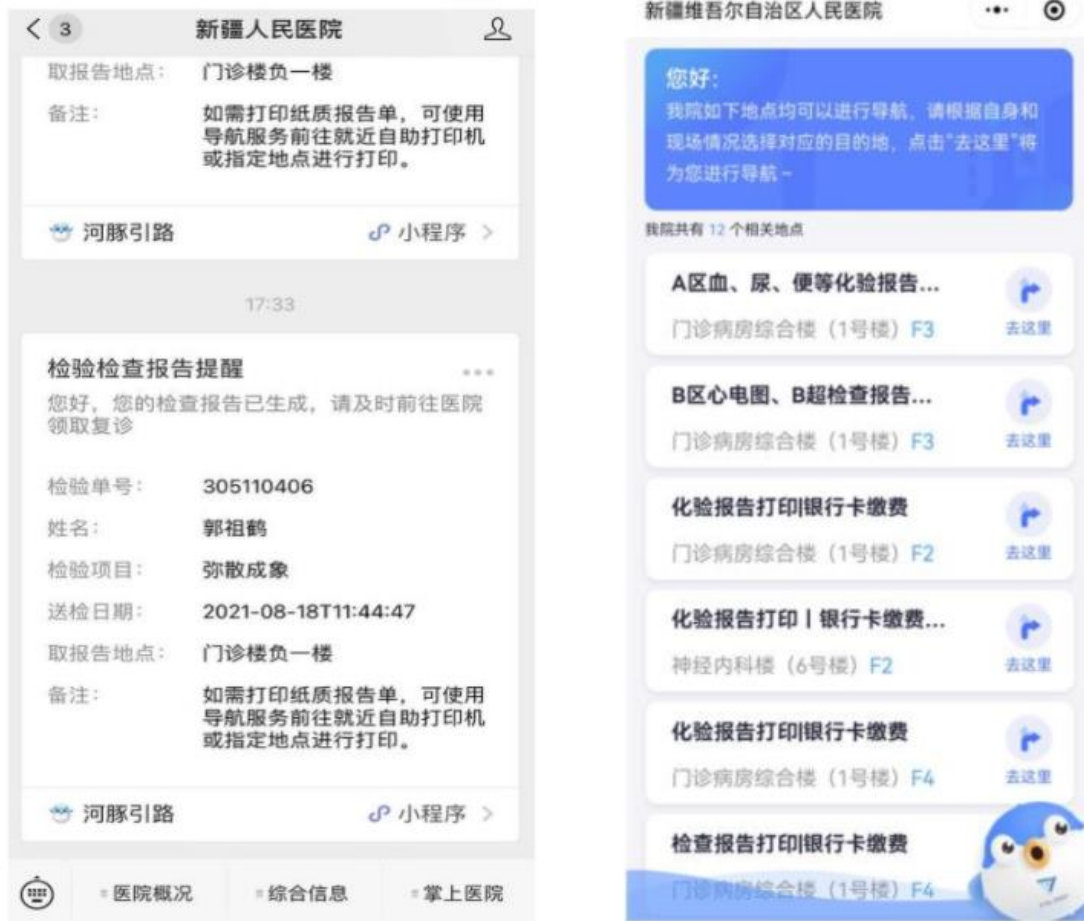 3
新疆人民医院
取报告地点： 门诊楼负一楼
备注： 如需打印纸质报告单，可使用
导航服务前往就近自助打印机
或指定地点进行打印。
河豚引路 小程序
17:33
检验检查报告提醒
您好，您的检查报告已生成，请及时前往医院
领取复诊
检验单号： 305110406
姓名： 郭祖鹤
检验项目： 弥散成象
送检日期： 2021-08-18T11:44:47
取报告地点： 门诊楼负一楼
备注： 如需打印纸质报告单，可使用
导航服务前往就近自助打印机
或指定地点进行打印。
河豚引路 小程序
医院概况 综合信息 掌上医院
新疆维吾尔自治区人民医院
您好：
我院如下地点均可以进行导航，请根据自身和
现场情况选择对应的目的地，点击“去这里”将
为您进行导航~
我院共有 12 个相关地点
A区血、尿、便等化验报告...
门诊病房综合楼（1号楼）F3 去这里
B区心电图、B超检查报告...
门诊病房综合楼（1号楼）F3 去这里
化验报告打印|银行卡缴费
门诊病房综合楼（1号楼）F2 去这里
化验报告打印丨银行卡缴费...
神经内科楼（6号楼）F2 去这里
化验报告打印|银行卡缴费
门诊病房综合楼（1号楼）F4 去这里
检查报告打印|银行卡缴费
门诊病房综合楼（1号楼）F4